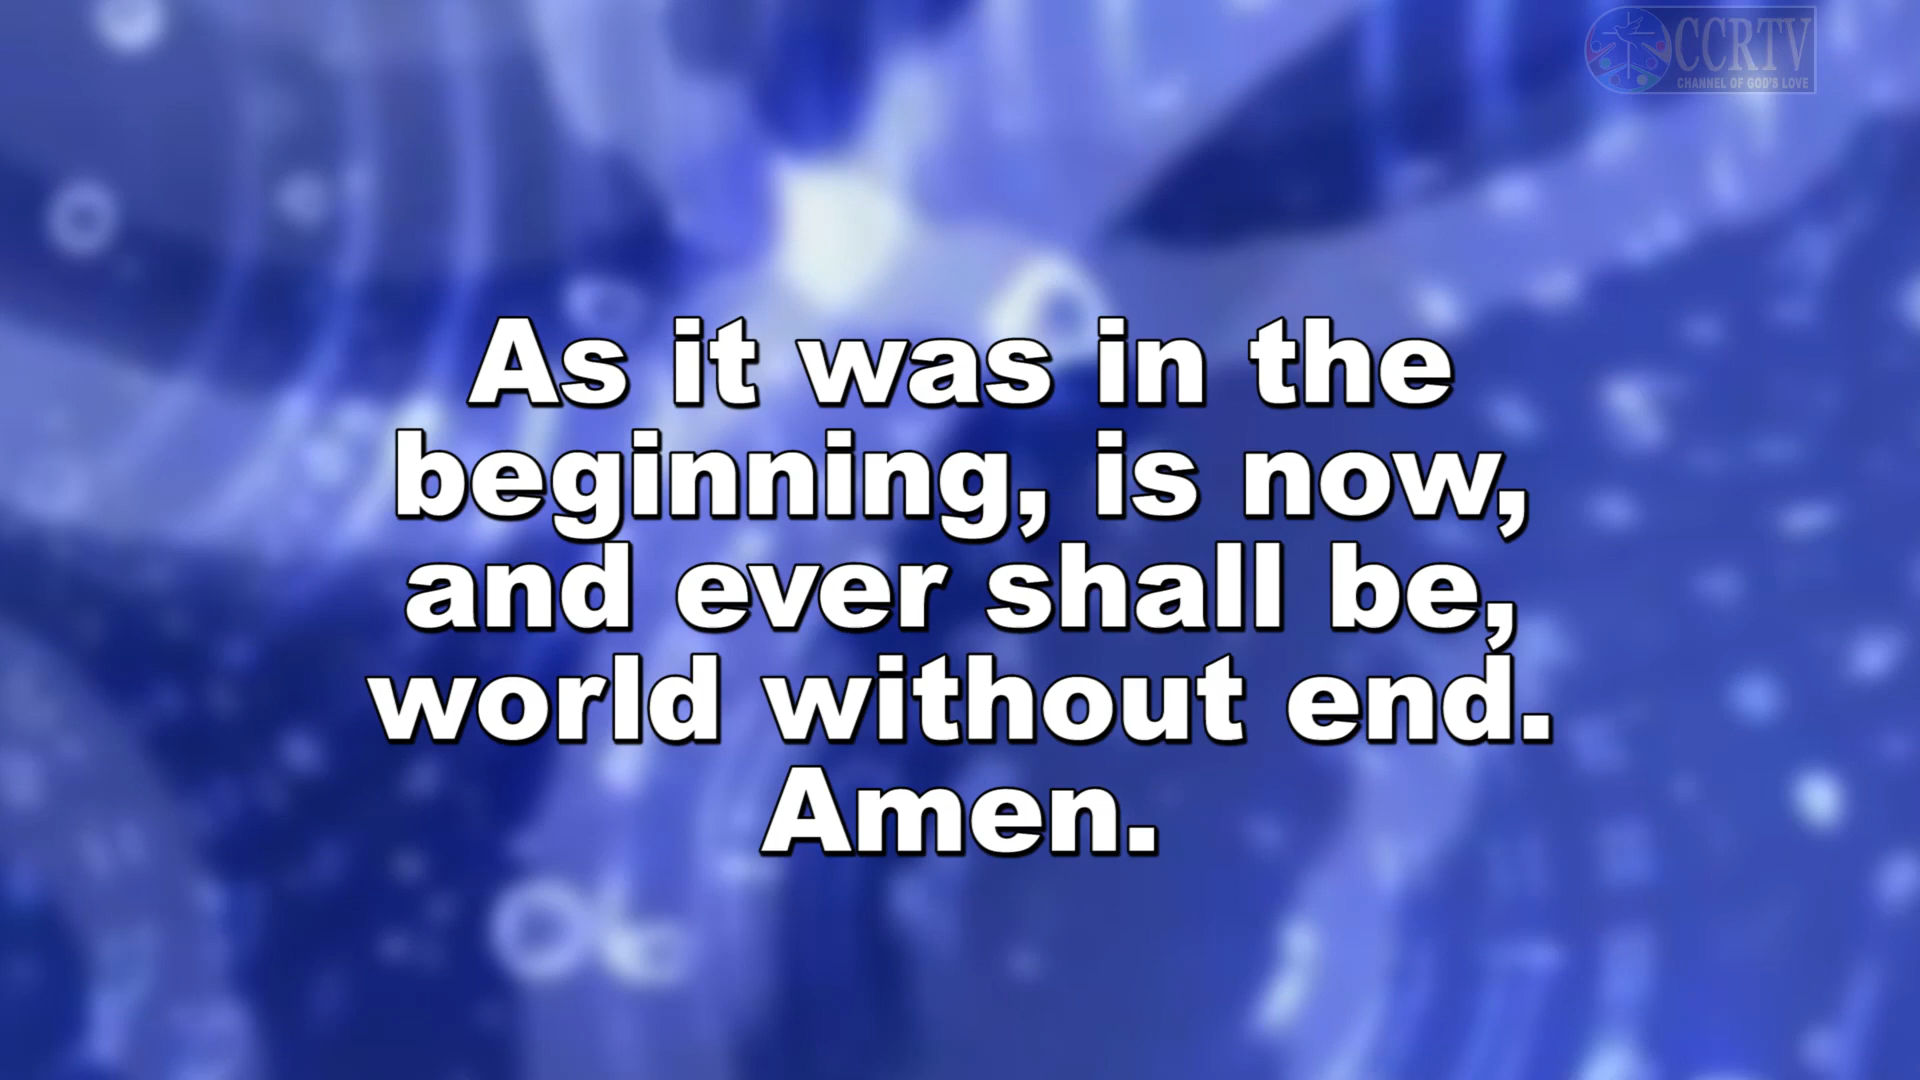 CCRTV
CHANNEL OF GOD'S LOVE
As it was in the
beginning, is now,
and ever shall be,
world without end.
Amen.